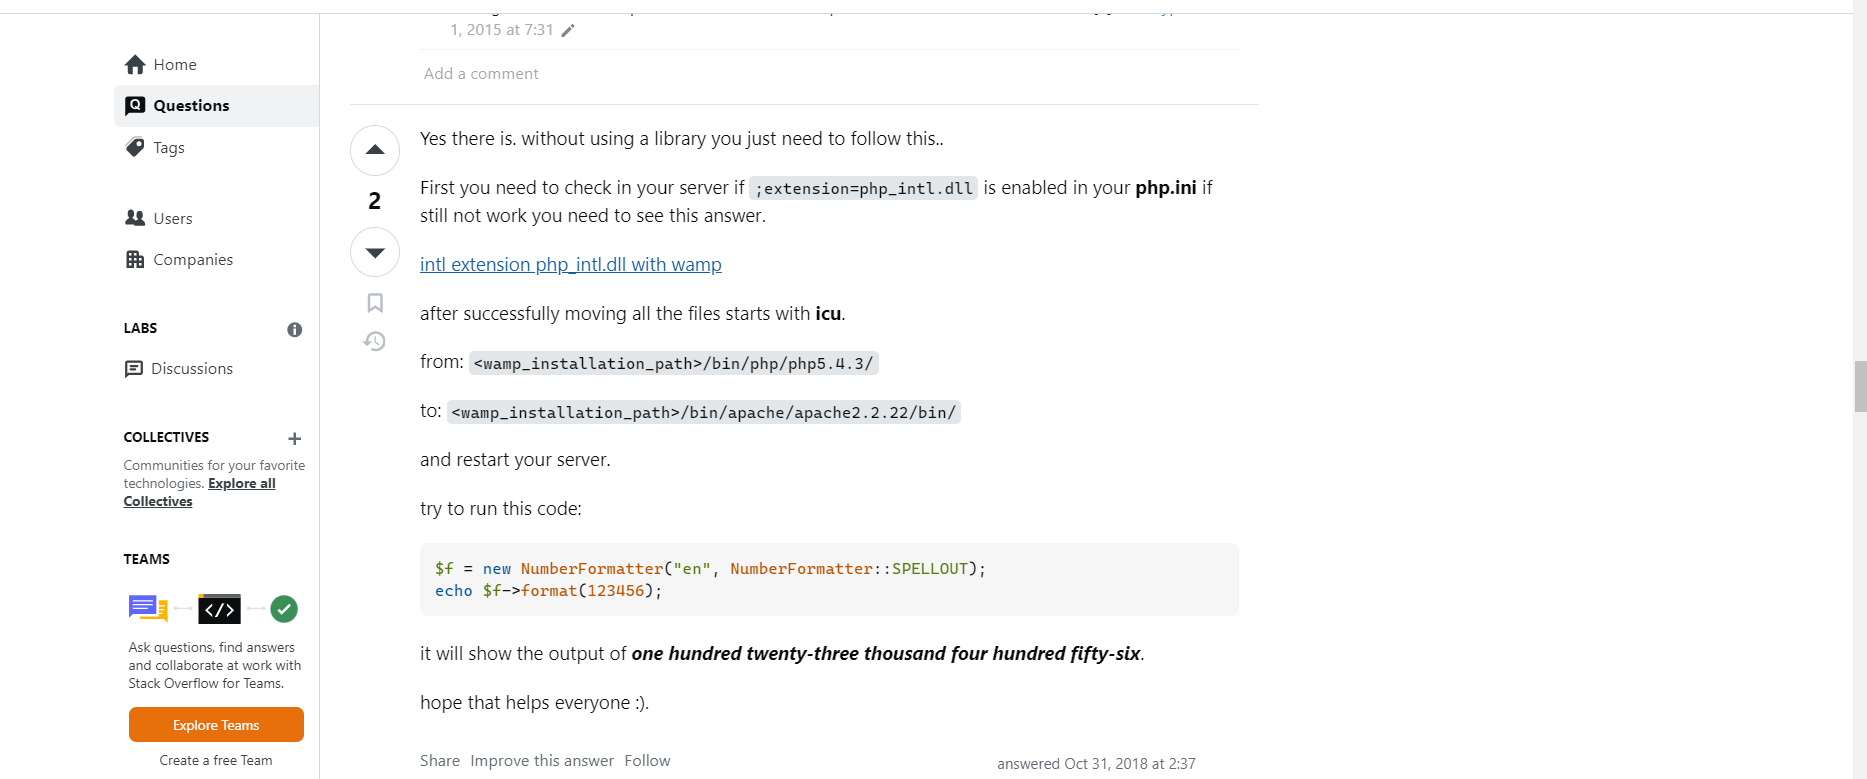 1, 2015 at 7:31
Add a comment
Home
Questions
Tags
Users
Companies
LABS
Discussions
COLLECTIVES
Communities for your favorite
technologies. Explore all
Collectives
TEAMS
Ask questions, find answers
and collaborate at work with
Stack Overflow for Teams.
Explore Teams
Create a free Team
Yes there is. without using a library you just need to follow this..
2
First you need to check in your server if ;extension=php_intl.dll is enabled in your php.ini if
still not work you need to see this answer.
intl extension php_intl.dll with wamp
after successfully moving all the files starts with icu.
from: <wamp_installation_path>/bin/php/php5.4.3/
to: <wamp_installation_path>/bin/apache/apache2.2.22/bin/
and restart your server.
try to run this code:
$f = new NumberFormatter("en", NumberFormatter::SPELLOUT);
echo $f->format(123456);
it will show the output of one hundred twenty-three thousand four hundred fifty-six.
hope that helps everyone :).
Share Improve this answer Follow
answered Oct 31, 2018 at 2:37